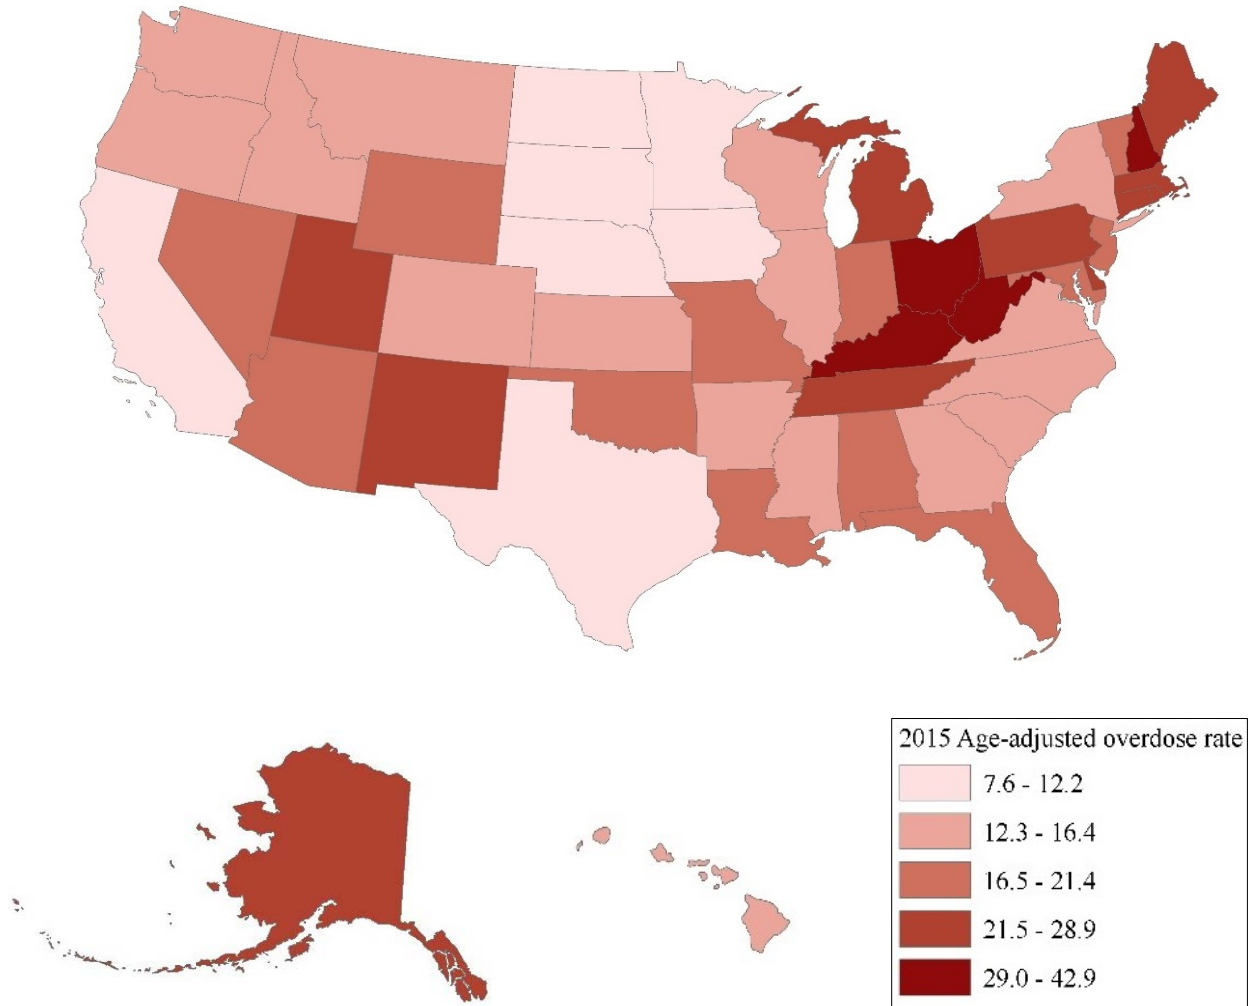 2015 Age-adjusted overdose rate
7.6 - 12.2
12.3 - 16.4
16.5 - 21.4
21.5 - 28.9
29.0 - 42.9